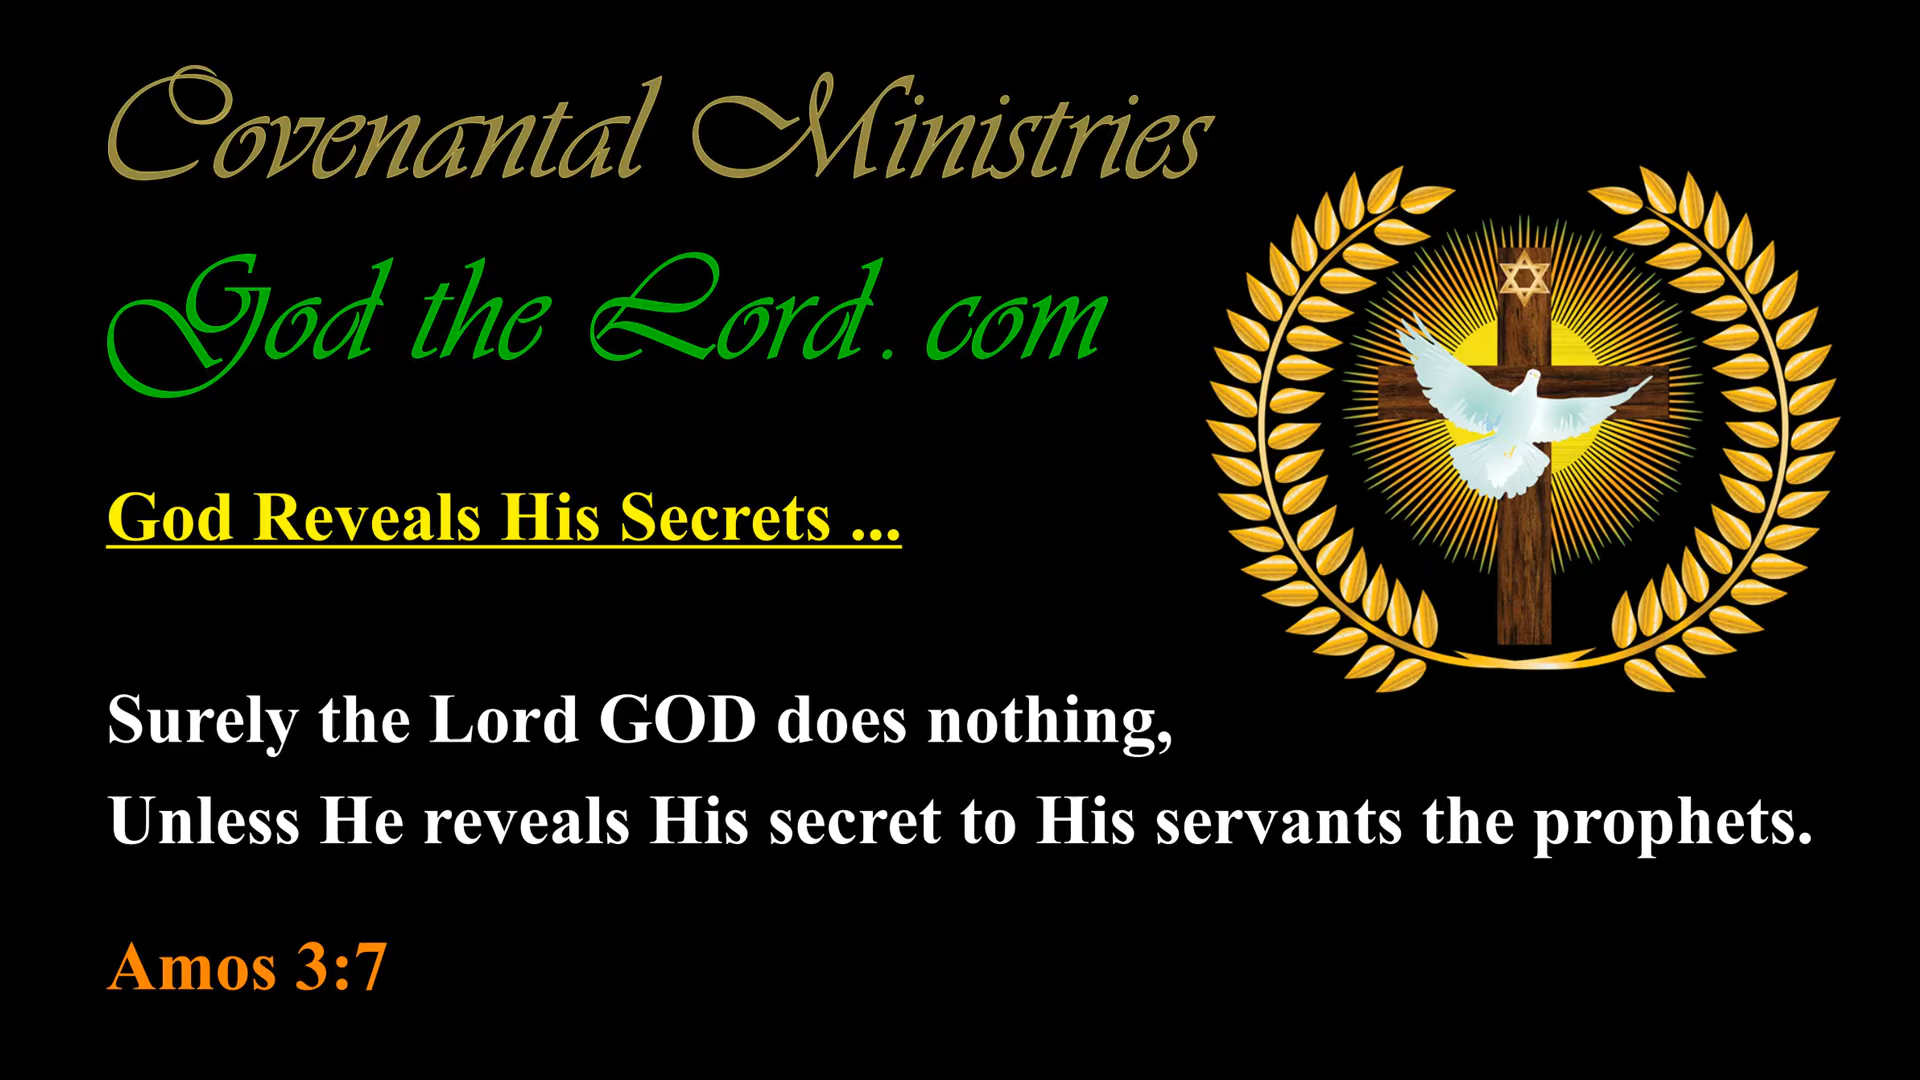 Covenantal Ministries
God the Lord . com
God Reveals His Secrets ...
Surely the Lord GOD does nothing,
Unless He reveals His secret to His servants the prophets.
Amos 3:7